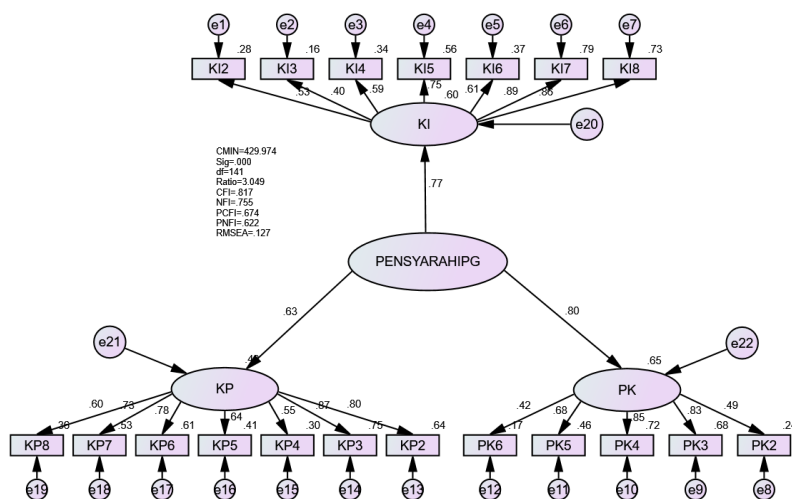 e1 e2 e3 e4 e5 e6 e7
.28 .16 .34 .56 .37 .79 .73
KI2 KI3 KI4 KI5 KI6 KI7 KI8
.53 .40 .59 .75 .61 .89 .86
.60
KI
e20
CMIN=429.974
Sig=.000
df=141
Ratio=3.049
CFI=.817
NFI=.755
PCFI=.674
PNFI=.622
RMSEA=.127
.77
PENSYARAHIPG
.63 .80
e21 e22
.65
KP PK
.60 .73 .78 .64 .55 .87 .80 .42 .68 .85 .83 .49
.53 .61 .41 .30 .75 .64 .17 .46 .72 .68
KP8 KP7 KP6 KP5 KP4 KP3 KP2 PK6 PK5 PK4 PK3 PK2
e19 e18 e17 e16 e15 e14 e13 e12 e11 e10 e9 e8